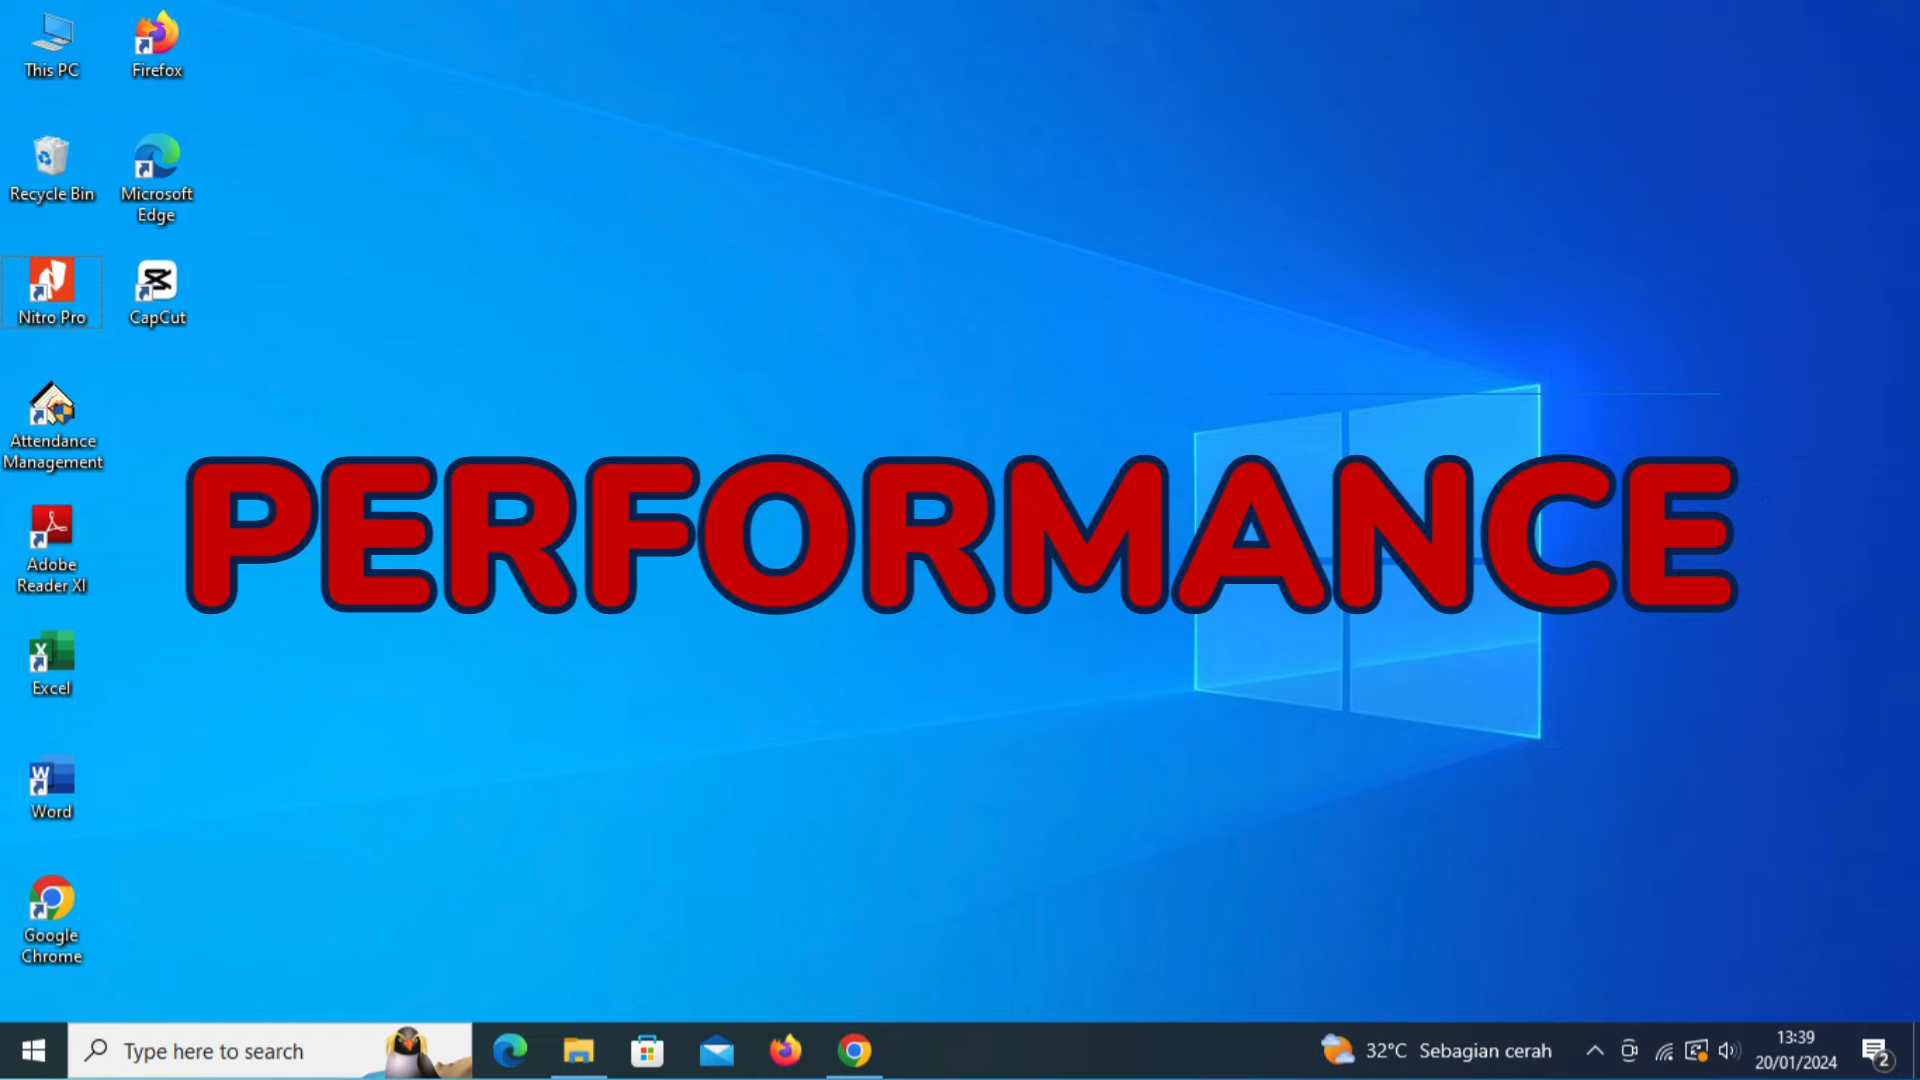 This PC
Firefox
Recycle Bin
Microsoft
Edge
Nitro Pro
CapCut
Attendance
Management
PERFORMANCE
Adobe
Reader XI
Excel
Word
Google
Chrome
Type here to search
32°C Sebagian cerah
13:39
20/01/2024
2